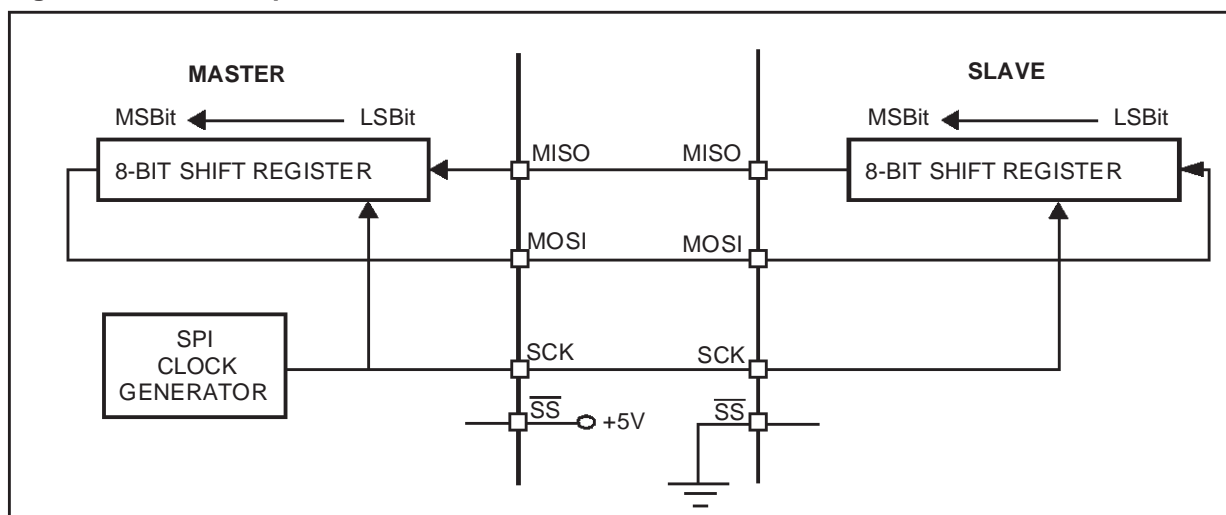 MASTER
SLAVE
MSBit
LSBit
MSBit
LSBit
8-BIT SHIFT REGISTER
MISO
MISO
8-BIT SHIFT REGISTER
MOSI
MOSI
SPI
CLOCK
GENERATOR
SCK
SCK
SS
+5V
SS